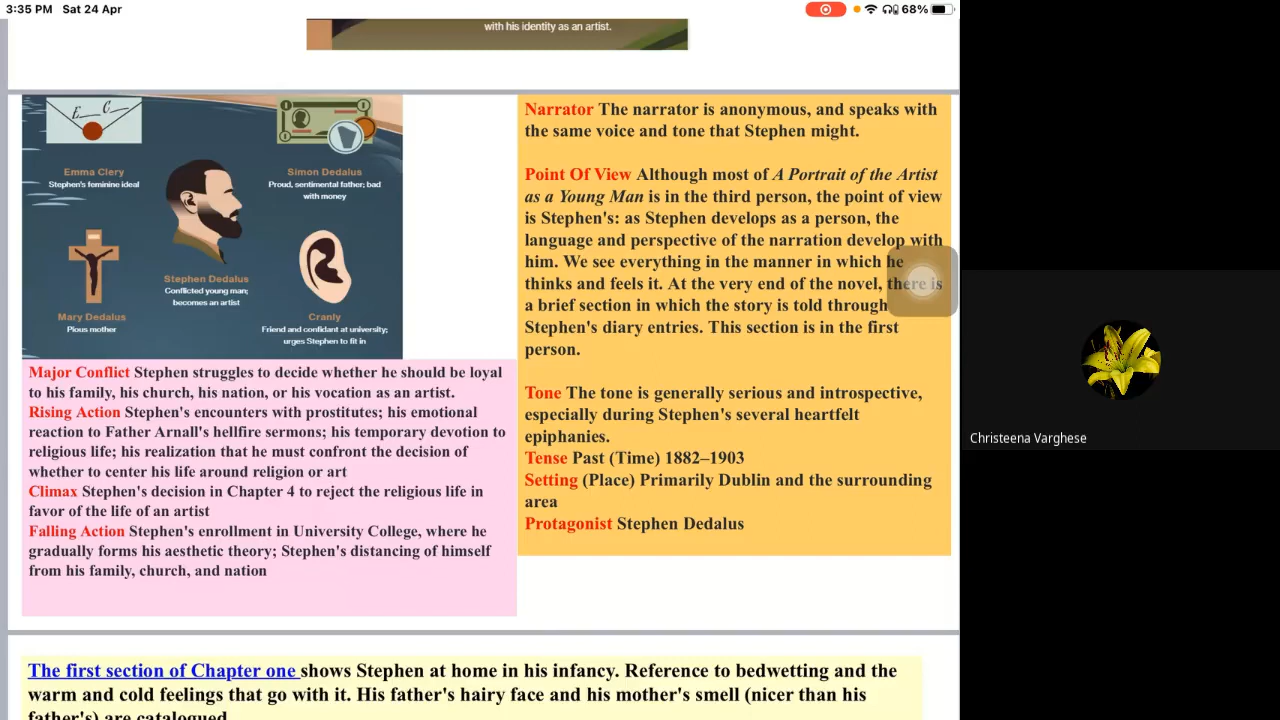 3:35 PM Sat 24 Apr
68%
with his identity as an artist.
E C
Emma Clery
Stephen's feminine ideal
Simon Dedalus
Proud, sentimental father; bad
with money
Stephen Dedalus
Conflicted young man;
becomes an artist
Mary Dedalus
Pious mother
Cranly
Friend and confidant at university;
urges Stephen to fit in
Major Conflict Stephen struggles to decide whether he should be loyal
to his family, his church, his nation, or his vocation as an artist.
Rising Action Stephen's encounters with prostitutes; his emotional
reaction to Father Arnall's hellfire sermons; his temporary devotion to
religious life; his realization that he must confront the decision of
whether to center his life around religion or art
Climax Stephen's decision in Chapter 4 to reject the religious life in
favor of the life of an artist
Falling Action Stephen's enrollment in University College, where he
gradually forms his aesthetic theory; Stephen's distancing of himself
from his family, church, and nation
Narrator The narrator is anonymous, and speaks with
the same voice and tone that Stephen might.
Point Of View Although most of A Portrait of the Artist
as a Young Man is in the third person, the point of view
is Stephen's: as Stephen develops as a person, the
language and perspective of the narration develop with
him. We see everything in the manner in which he
thinks and feels it. At the very end of the novel, there is
a brief section in which the story is told through
Stephen's diary entries. This section is in the first
person.
Tone The tone is generally serious and introspective,
especially during Stephen's several heartfelt
epiphanies.
Tense Past (Time) 1882–1903
Setting (Place) Primarily Dublin and the surrounding
area
Protagonist Stephen Dedalus
The first section of Chapter one shows Stephen at home in his infancy. Reference to bedwetting and the
warm and cold feelings that go with it. His father's hairy face and his mother's smell (nicer than his
father's) are catalogued
Christeena Varghese